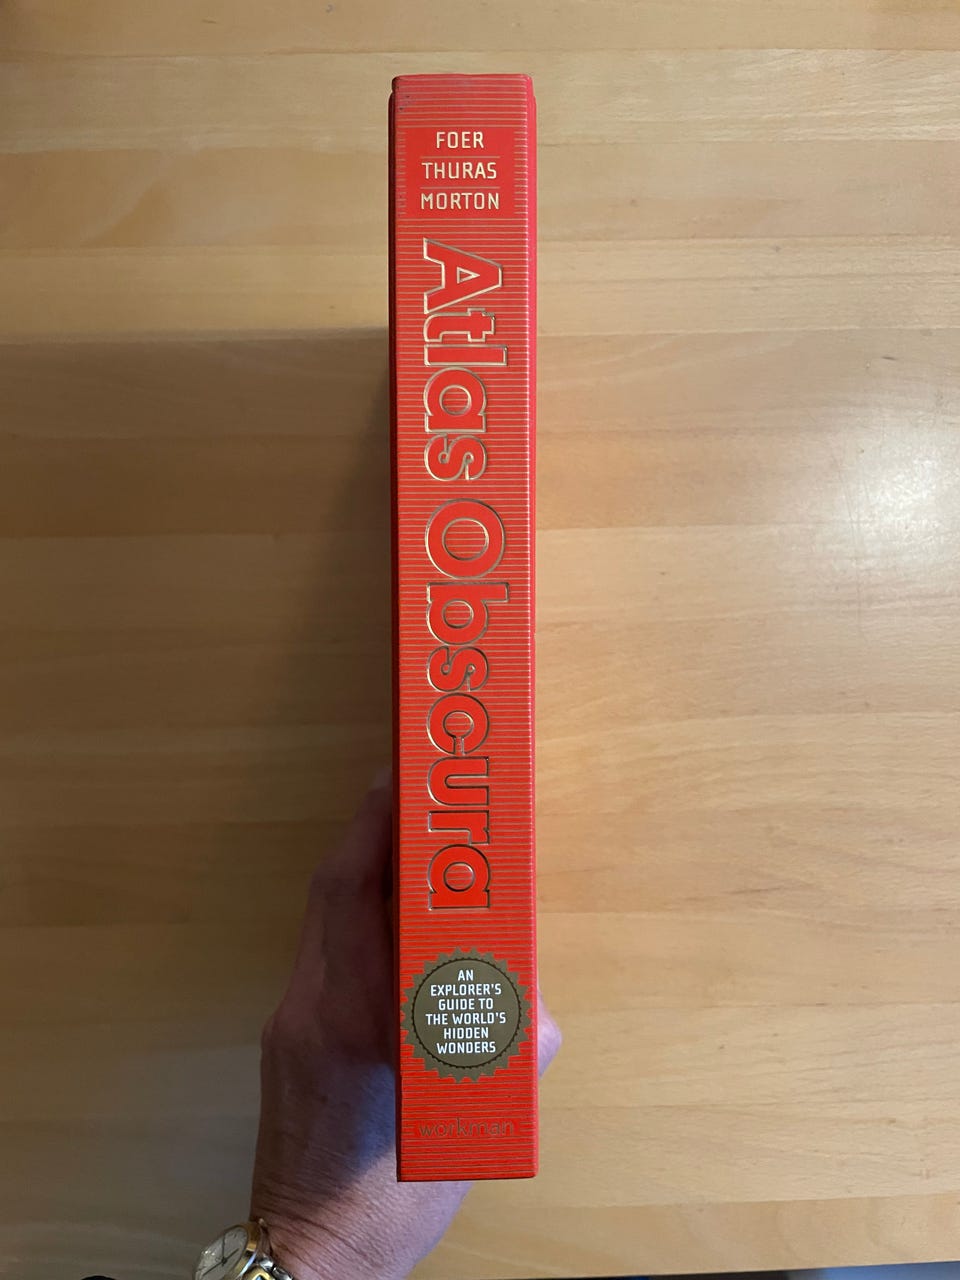 FOER
THURAS
MORTON
Atlas Obscura
AN
EXPLORER'S
GUIDE TO
THE WORLD'S
HIDDEN
WONDERS
workman